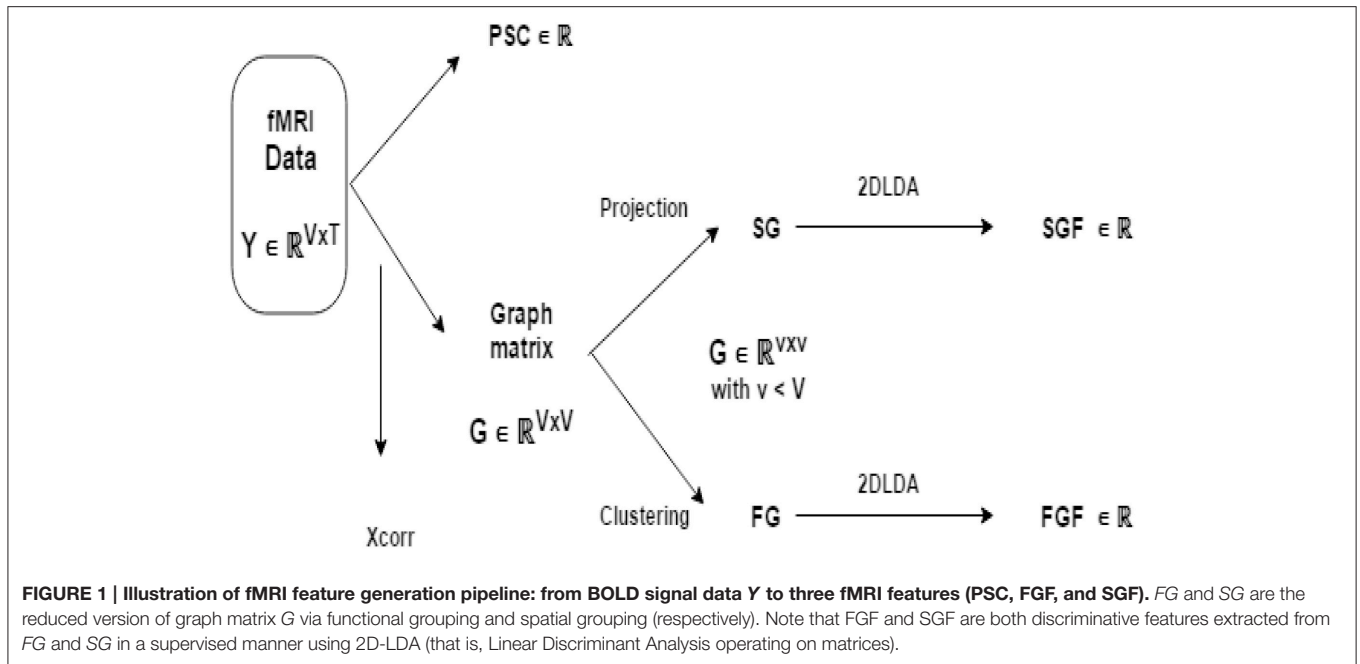 PSC ∈ ℝ
fMRI
Data
Y ∈ ℝVxT
Projection
SG
2DLDA
SGF ∈ ℝ
Graph
matrix
G ∈ ℝVxV
G ∈ ℝvxv
with v < V
Clustering
FG
2DLDA
FGF ∈ ℝ
Xcorr
FIGURE 1 | Illustration of fMRI feature generation pipeline: from BOLD signal data Y to three fMRI features (PSC, FGF, and SGF). FG and SG are the
reduced version of graph matrix G via functional grouping and spatial grouping (respectively). Note that FGF and SGF are both discriminative features extracted from
FG and SG in a supervised manner using 2D-LDA (that is, Linear Discriminant Analysis operating on matrices).